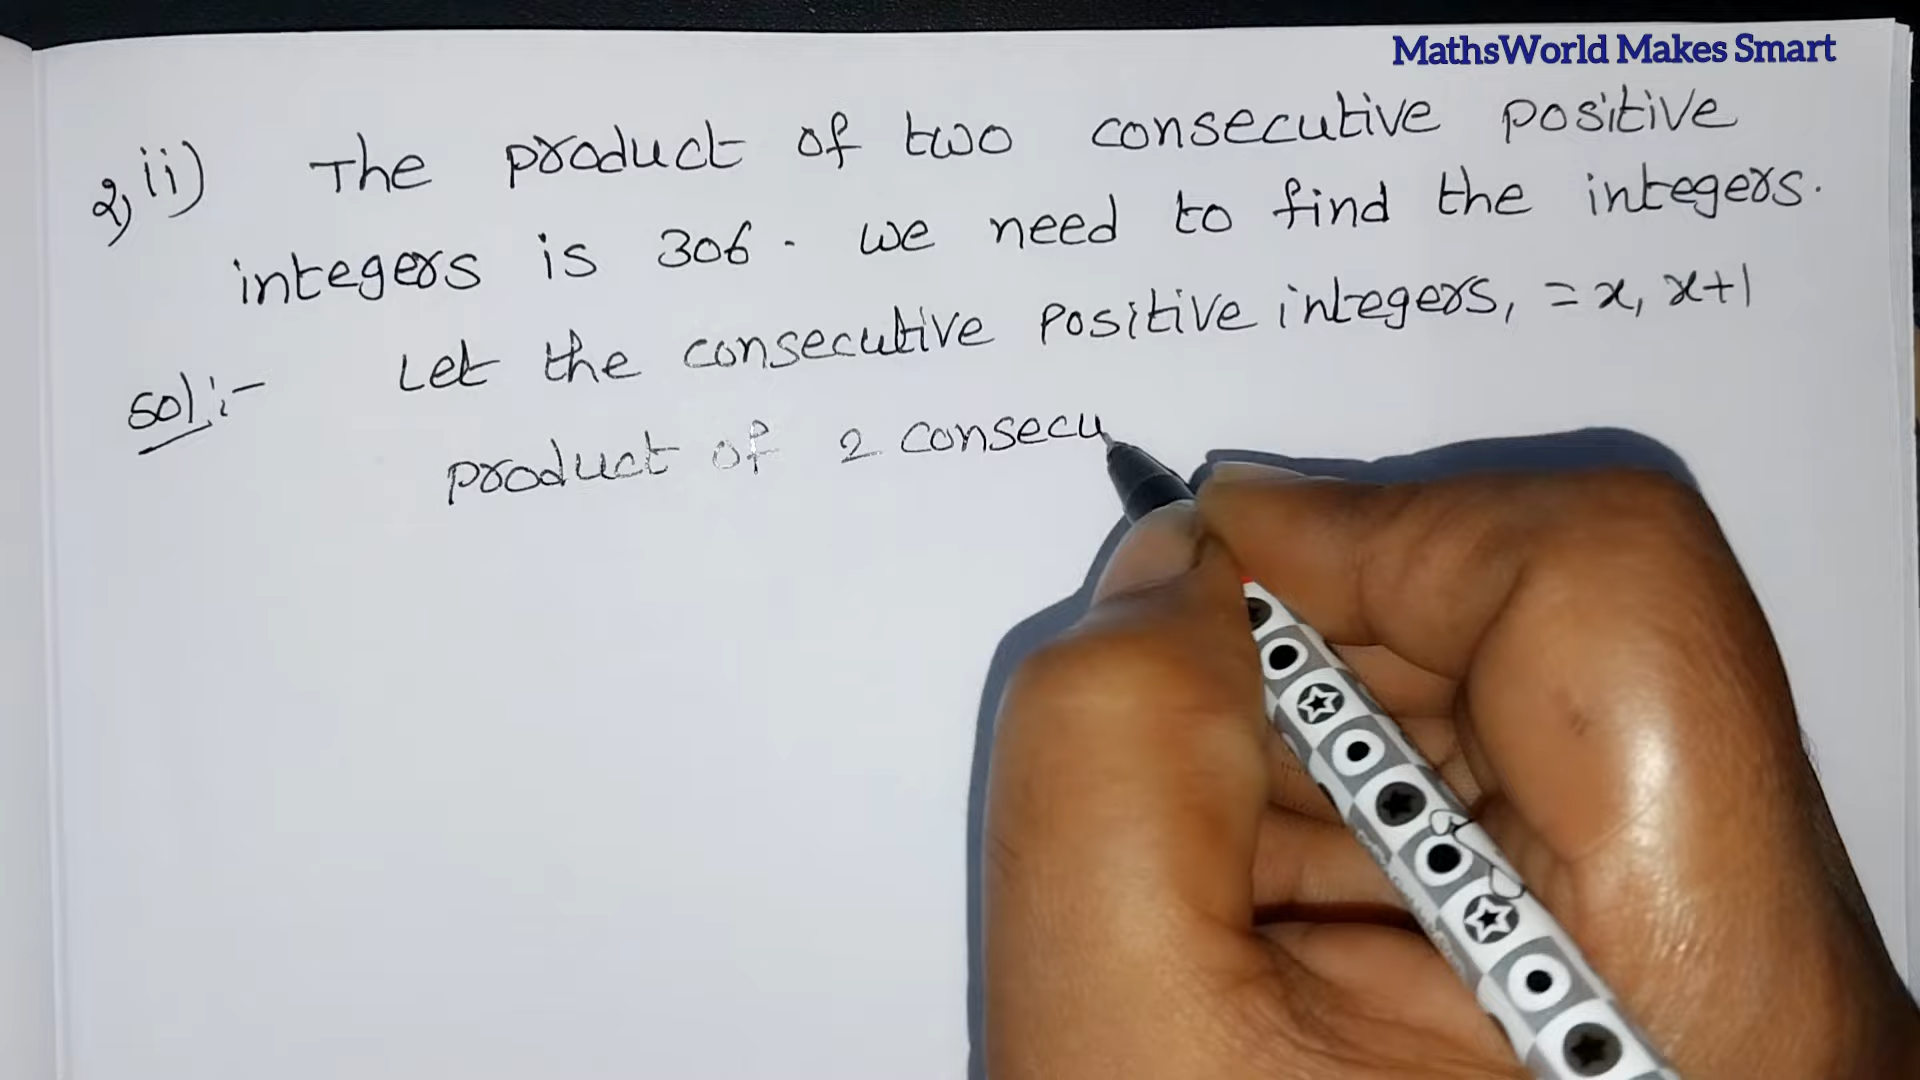 MathsWorld Makes Smart
2, ii) The product of two consecutive positive
integers is 306. we need to find the integers.
sol:- Let the consecutive positive integers, = x, x+1
product of 2 consecu